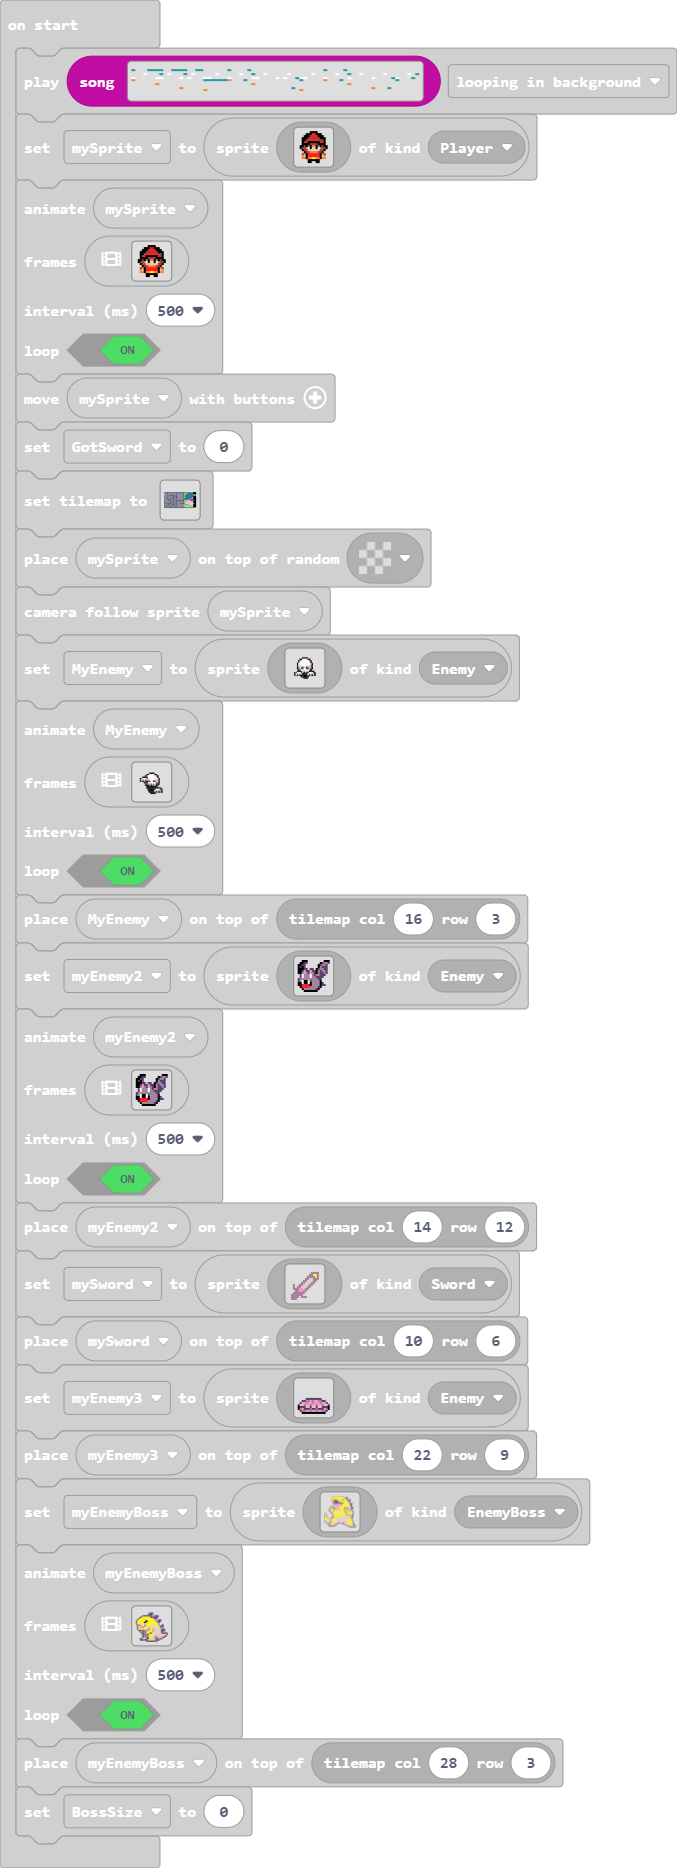 on start
play song looping in background
set mySprite to sprite of kind Player
animate mySprite
frames
interval (ms) 500
loop ON
move mySprite with buttons
set GotSword to 0
set tilemap to
place mySprite on top of random
camera follow sprite mySprite
set MyEnemy to sprite of kind Enemy
animate MyEnemy
frames
interval (ms) 500
loop ON
place MyEnemy on top of tilemap col 16 row 3
set myEnemy2 to sprite of kind Enemy
animate myEnemy2
frames
interval (ms) 500
loop ON
place myEnemy2 on top of tilemap col 14 row 12
set mySword to sprite of kind Sword
place mySword on top of tilemap col 10 row 6
set myEnemy3 to sprite of kind Enemy
place myEnemy3 on top of tilemap col 22 row 9
set myEnemyBoss to sprite of kind EnemyBoss
animate myEnemyBoss
frames
interval (ms) 500
loop ON
place myEnemyBoss on top of tilemap col 28 row 3
set BossSize to 0